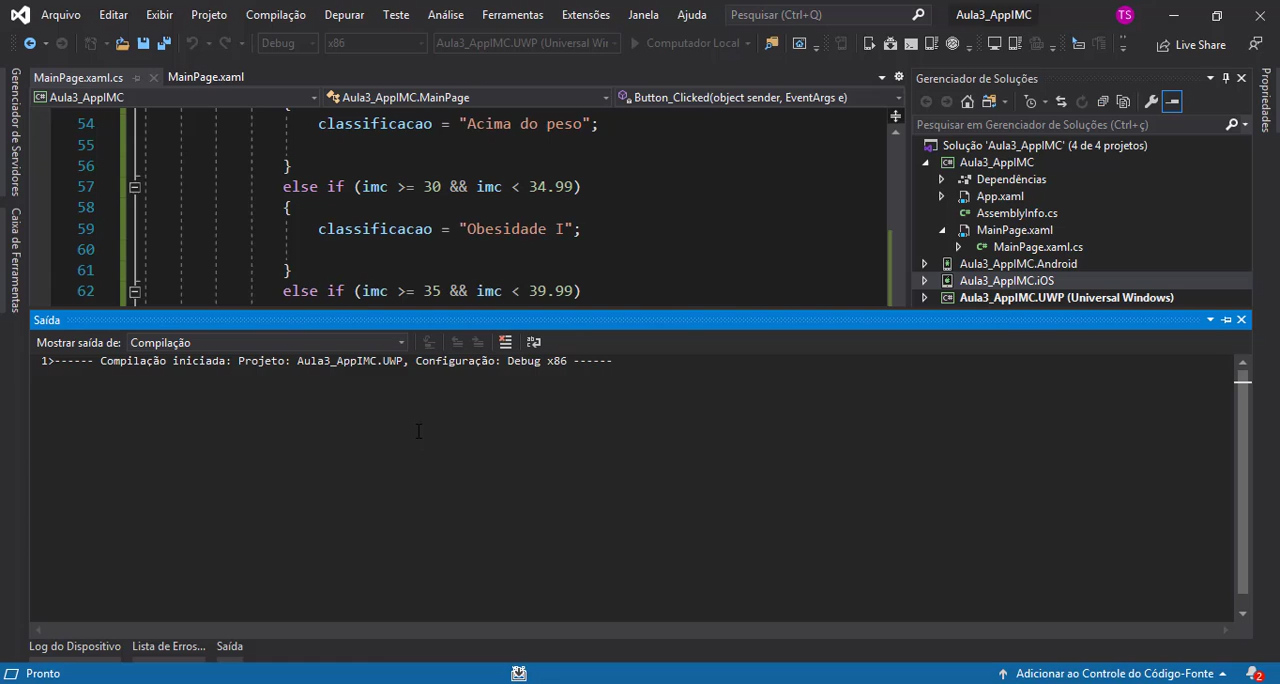 Arquivo Editar Exibir Projeto Compilação Depurar Teste Análise Ferramentas Extensões Janela Ajuda Pesquisar (Ctrl+Q) Aula3_AppIMC TS
Debug x86 Aula3_AppIMC.UWP (Universal Wi Computador Local Live Share
Gerenciador de Servidores
Caixa de Ferramentas
MainPage.xaml.cs MainPage.xaml
Aula3_AppIMC Aula3_AppIMC.MainPage Button_Clicked(object sender, EventArgs e)
54 classificacao = "Acima do peso";
55
56 }
57 else if (imc >= 30 && imc < 34.99)
58 {
59 classificacao = "Obesidade I";
60
61 }
62 else if (imc >= 35 && imc < 39.99)
Gerenciador de Soluções
Pesquisar em Gerenciador de Soluções (Ctrl+ç)
Solução 'Aula3_AppIMC' (4 de 4 projetos)
Aula3_AppIMC
Dependências
App.xaml
AssemblyInfo.cs
MainPage.xaml
MainPage.xaml.cs
Aula3_AppIMC.Android
Aula3_AppIMC.iOS
Aula3_AppIMC.UWP (Universal Windows)
Propriedades
Saída
Mostrar saída de: Compilação
1>------ Compilação iniciada: Projeto: Aula3_AppIMC.UWP, Configuração: Debug x86 ------
Log do Dispositivo Lista de Erros... Saída
Pronto Adicionar ao Controle do Código-Fonte 2